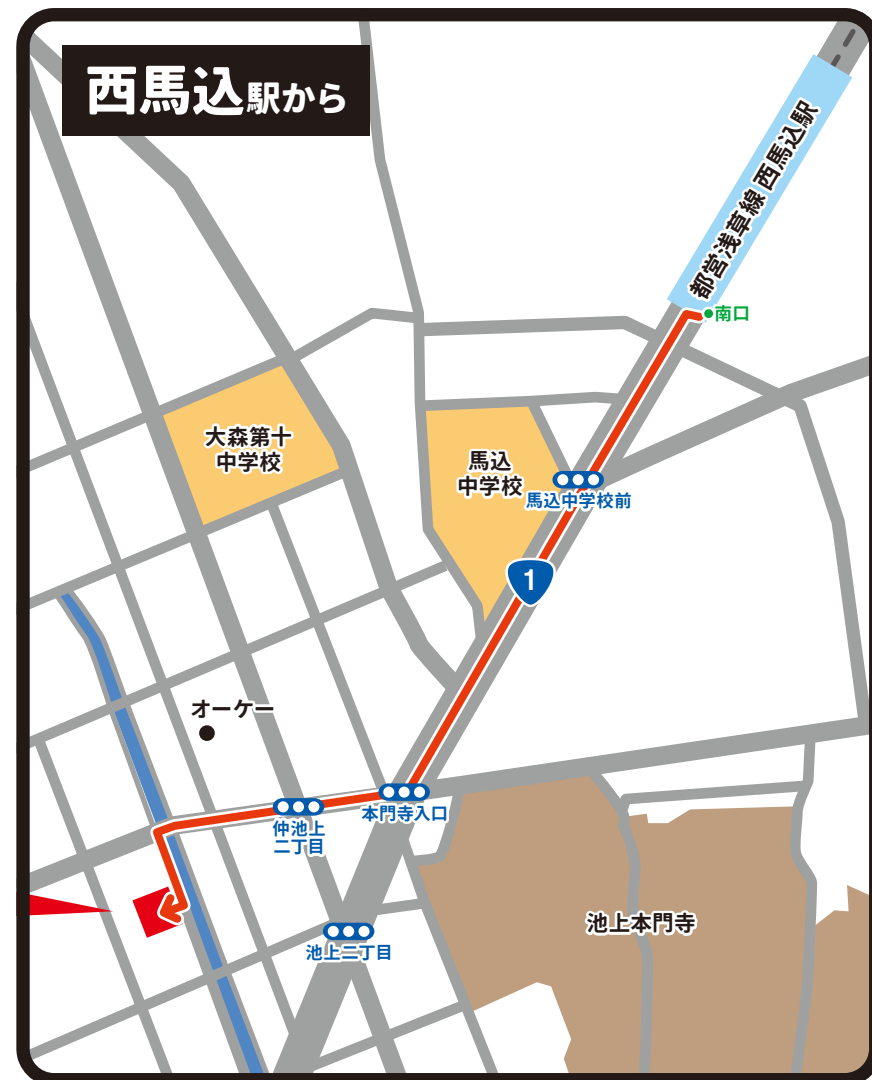 西馬込駅から
都営浅草線 西馬込駅
南口
大森第十
中学校
馬込
中学校
馬込中学校前
1
オーケー
本門寺入口
仲池上
二丁目
池上本門寺
池上二丁目